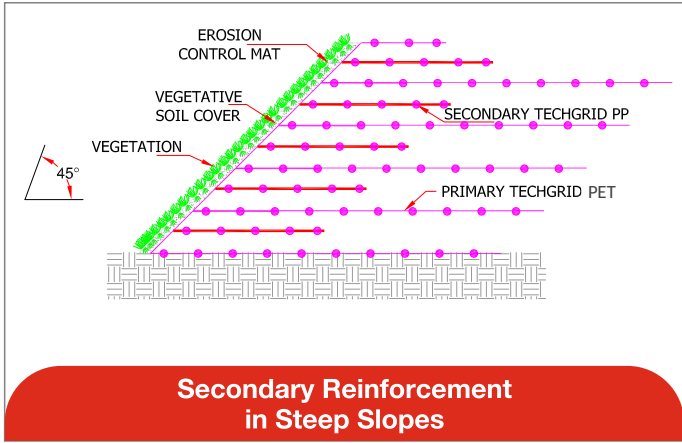 EROSION
CONTROL MAT
VEGETATIVE
SOIL COVER
SECONDARY TECHGRID PP
VEGETATION
45°
PRIMARY TECHGRID PET
Secondary Reinforcement
in Steep Slopes